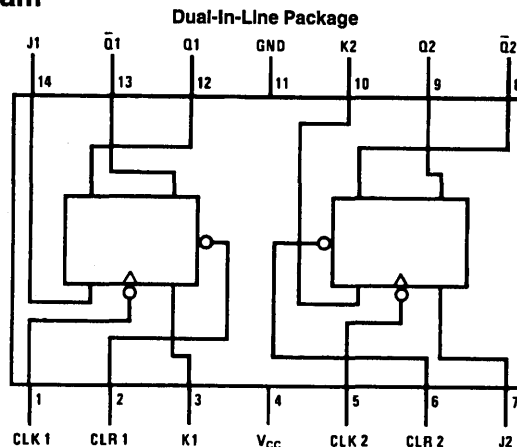 Dual-In-Line Package
J1 Q̅1 Q1 GND K2 Q2 Q̅2
14 13 12 11 10 9 8
1 2 3 4 5 6 7
CLK 1 CLR 1 K1 VCC CLK 2 CLR 2 J2